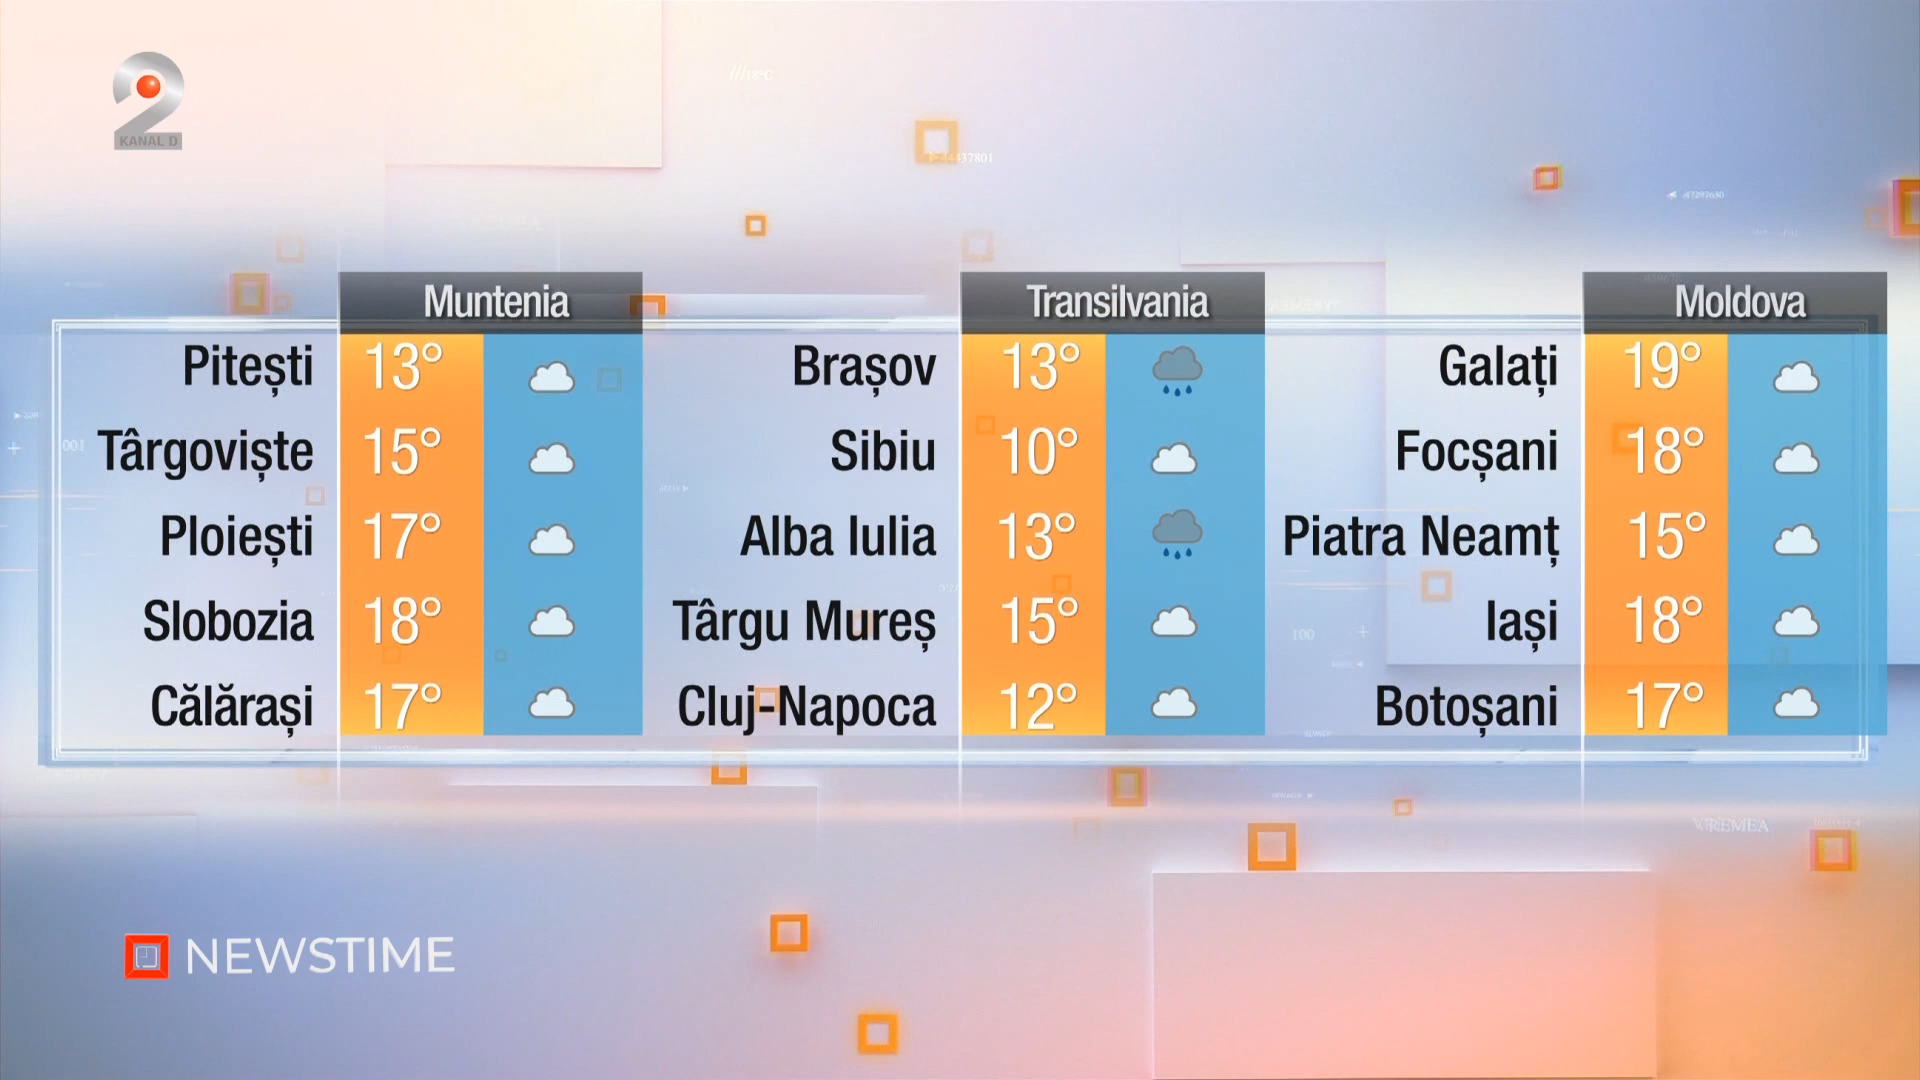 KANAL D
Muntenia
Pitești 13°
Târgoviște 15°
Ploiești 17°
Slobozia 18°
Călărași 17°
Transilvania
Brașov 13°
Sibiu 10°
Alba Iulia 13°
Târgu Mureș 15°
Cluj-Napoca 12°
Moldova
Galați 19°
Focșani 18°
Piatra Neamț 15°
Iași 18°
Botoșani 17°
100
VREMEA
NEWSTIME